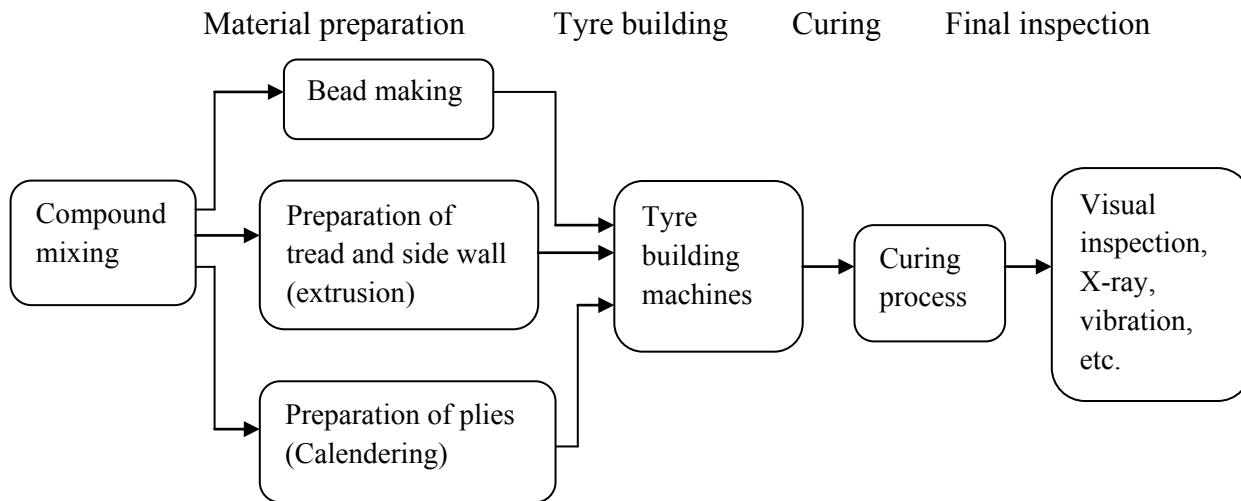 Material preparation Tyre building Curing Final inspection
Bead making
Compound
mixing
Preparation of
tread and side wall
(extrusion)
Preparation of plies
(Calendering)
Tyre
building
machines
Curing
process
Visual
inspection,
X-ray,
vibration,
etc.